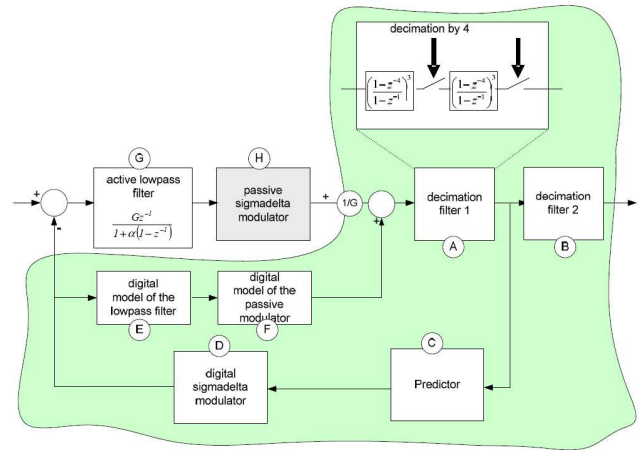 decimation by 4
(1-z⁻⁴/1-z⁻¹)³ (1-z⁻⁴/1-z⁻¹)³
G
H
active lowpass
filter
Gz⁻¹
1+α(1-z⁻¹)
passive
sigmadelta
modulator
+
-
+
1/G
+
decimation
filter 1
decimation
filter 2
A
B
digital
model of the
lowpass filter
digital
model of the
passive
modulator
E
F
D
C
digital
sigmadelta
modulator
Predictor